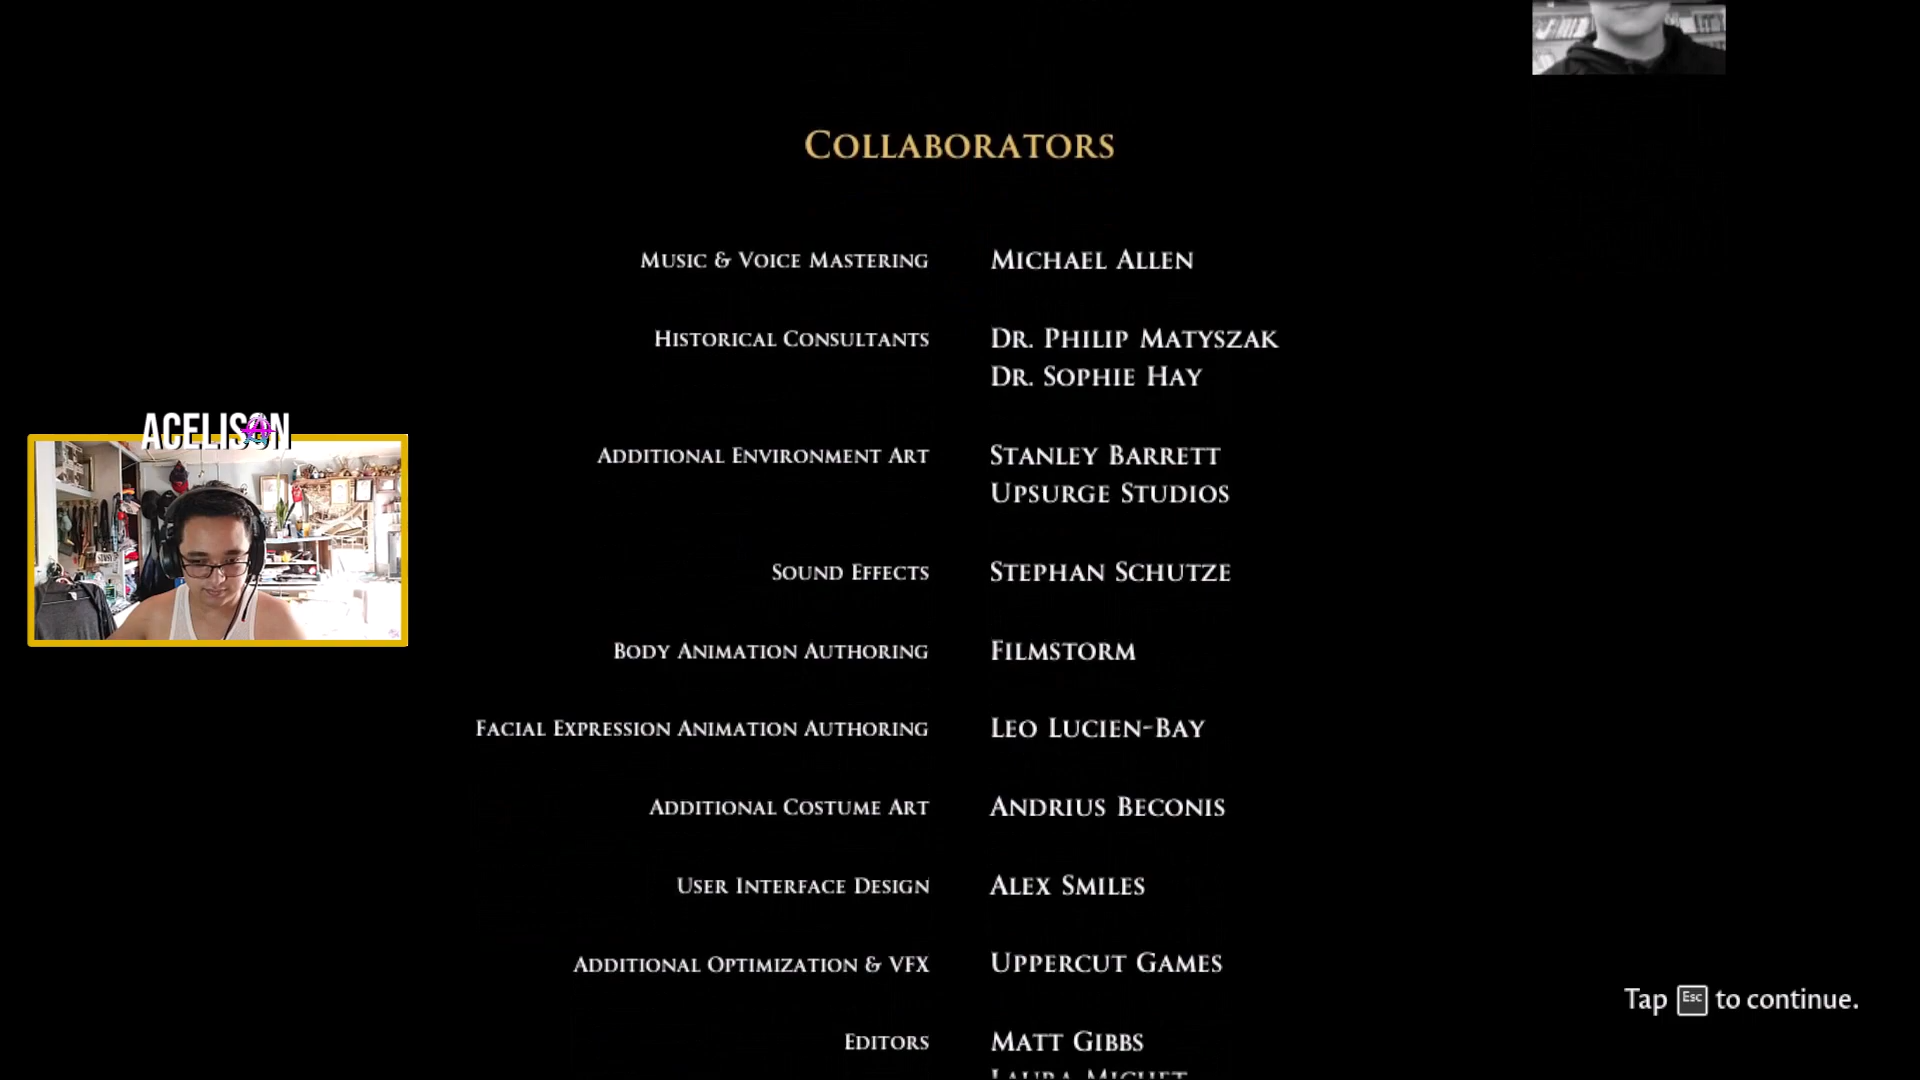 Collaborators
Music & Voice Mastering Michael Allen
Historical Consultants Dr. Philip Matyszak
Dr. Sophie Hay
ACELISON
Additional Environment Art Stanley Barrett
Upsurge Studios
Sound Effects Stephan Schutze
Body Animation Authoring Filmstorm
Facial Expression Animation Authoring Leo Lucien-Bay
Additional Costume Art Andrius Beconis
User Interface Design Alex Smiles
Additional Optimization & VFX Uppercut Games
Tap Esc to continue.
Editors Matt Gibbs
Laura Michet